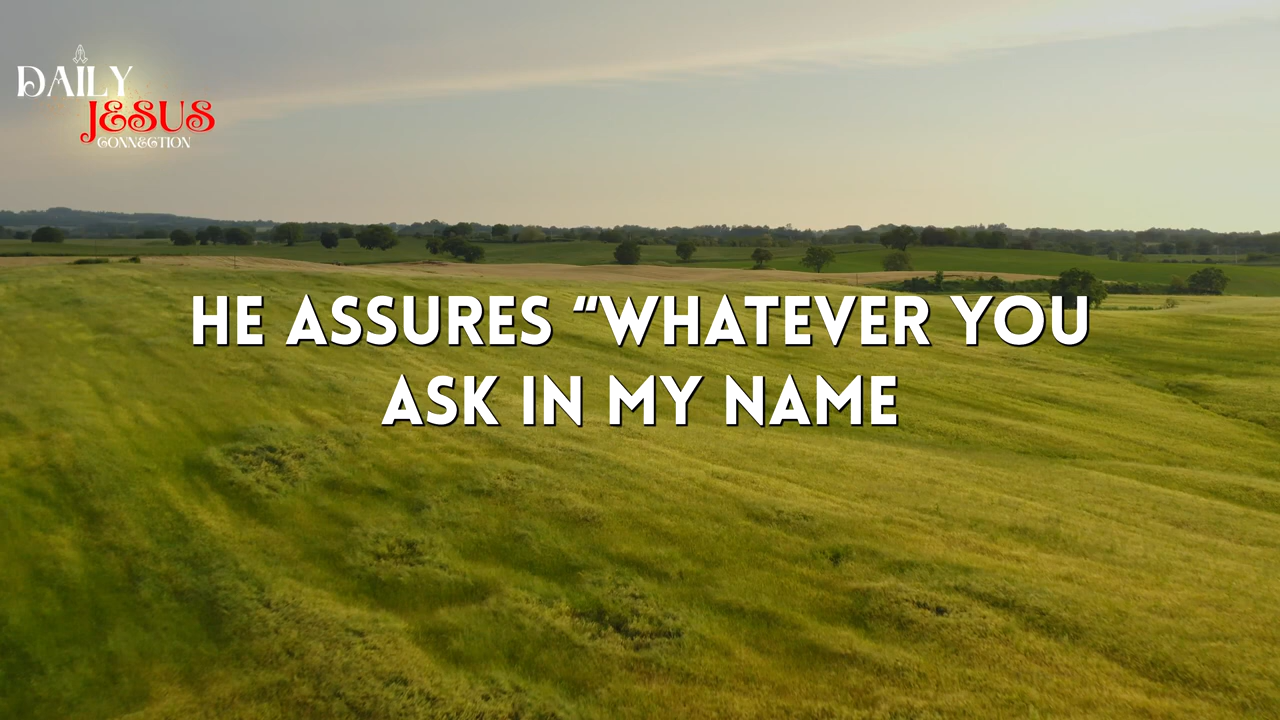 DAILY
JESUS
CONNECTION
HE ASSURES “WHATEVER YOU
ASK IN MY NAME